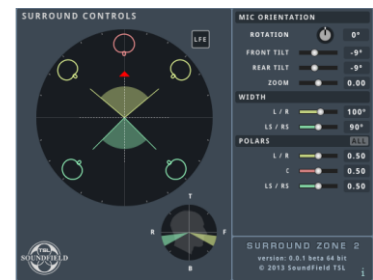 SURROUND CONTROLS
LFE
T
R
F
B
TSL
SOUNDFIELD
MIC ORIENTATION
ROTATION 0°
FRONT TILT -9°
REAR TILT -9°
ZOOM 0.00
WIDTH
L / R 100°
LS / RS 90°
POLARS ALL
L / R 0.50
C 0.50
LS / RS 0.50
SURROUND ZONE 2
version: 0.0.1 beta 64 bit
© 2013 SoundField TSL
i